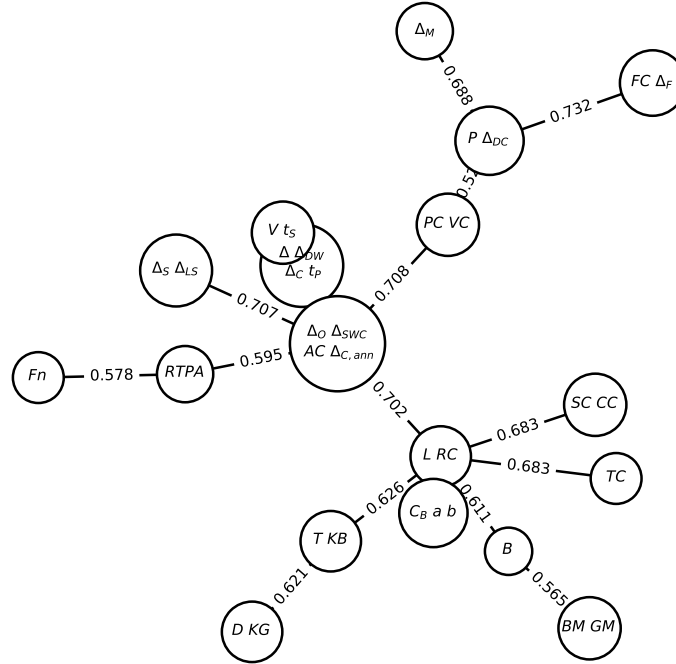 Δ_M
0.688
FC Δ_F
0.732
P Δ_DC
PC VC
V t_S
Δ Δ_DW
Δ_C t_P
Δ_S Δ_LS
0.707
0.708
Δ_O Δ_SWC
AC Δ_C,ann
0.595
RTPA
0.578
Fn
0.702
SC CC
0.683
L RC
0.683
TC
0.626
C_B a b
0.611
T KB
B
0.621
0.565
D KG
BM GM